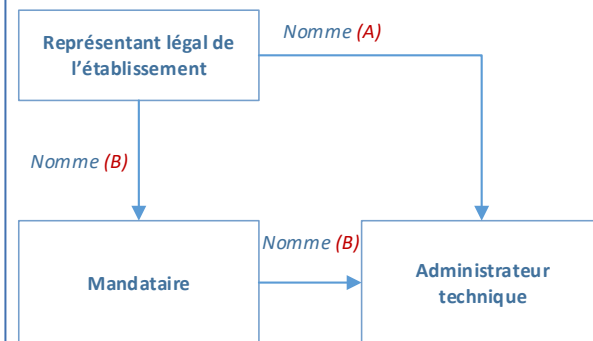 Représentant légal de
l'établissement
Nomme (A)
Nomme (B)
Nomme (B)
Mandataire
Administrateur
technique